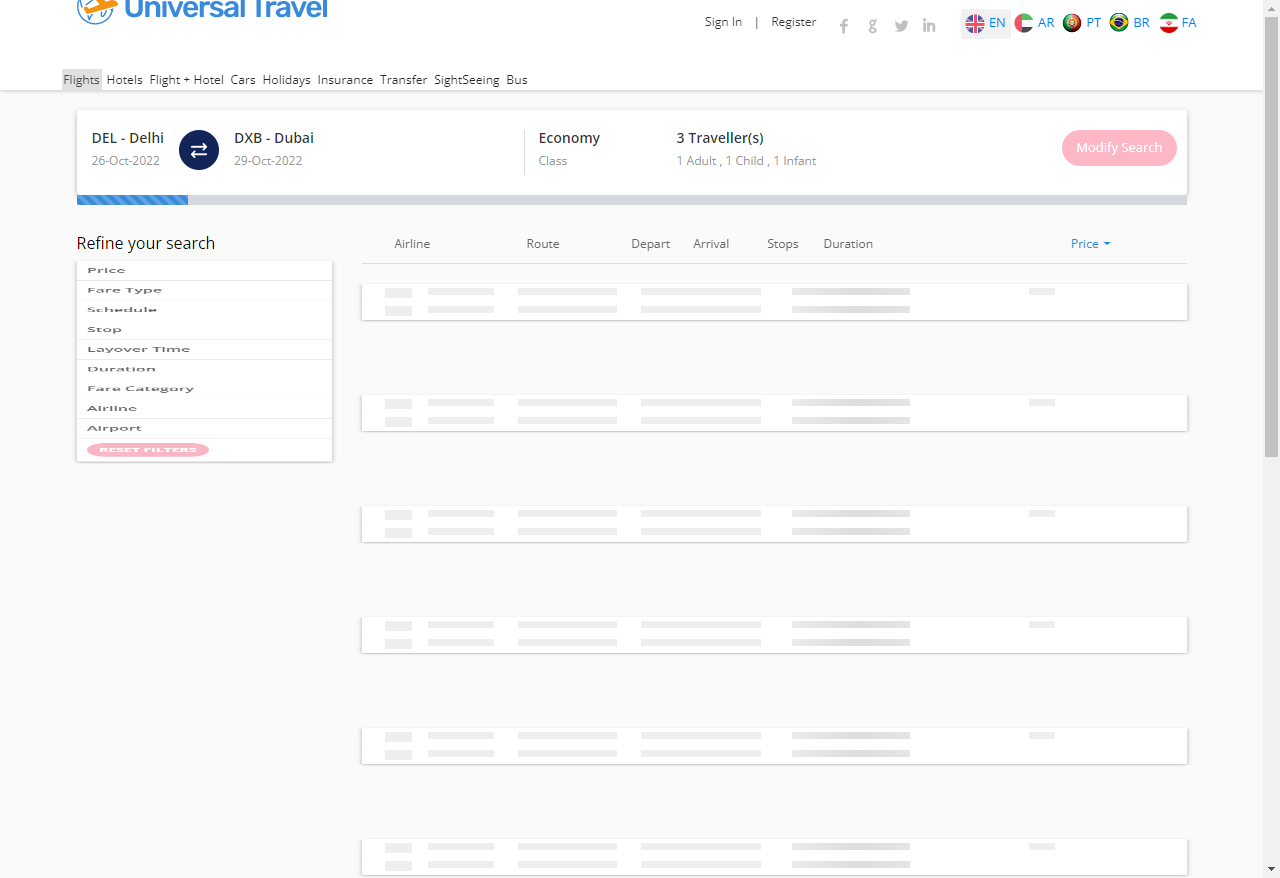 Universal Travel
Sign In | Register
EN AR PT BR FA
Flights Hotels Flight + Hotel Cars Holidays Insurance Transfer SightSeeing Bus
DEL - Delhi
26-Oct-2022
DXB - Dubai
29-Oct-2022
Economy
Class
3 Traveller(s)
1 Adult , 1 Child , 1 Infant
Modify Search
Refine your search
Price
Fare Type
Schedule
Stop
Layover Time
Duration
Fare Category
Airline
Airport
RESET FILTERS
Airline Route Depart Arrival Stops Duration Price